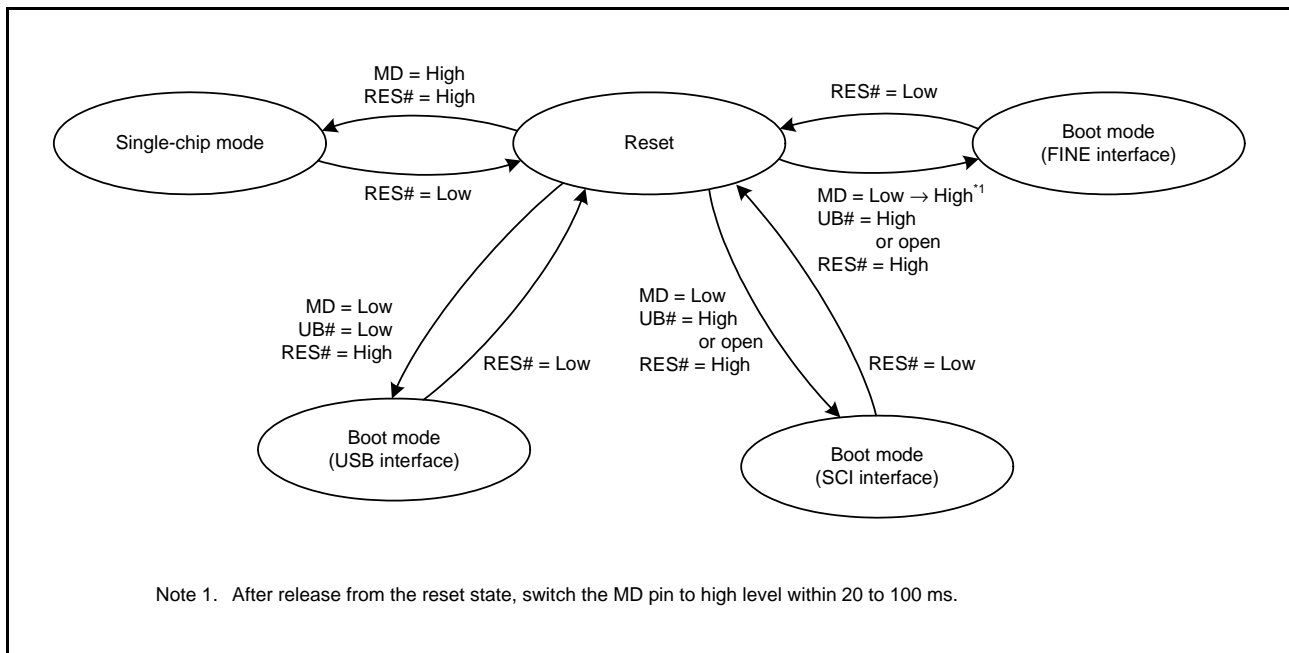 MD = High
RES# = High
RES# = Low
Single-chip mode
Reset
Boot mode
(FINE interface)
RES# = Low
MD = Low → High*1
UB# = High
or open
RES# = High
MD = Low
UB# = Low
RES# = High
RES# = Low
MD = Low
UB# = High
or open
RES# = High
RES# = Low
Boot mode
(USB interface)
Boot mode
(SCI interface)
Note 1. After release from the reset state, switch the MD pin to high level within 20 to 100 ms.